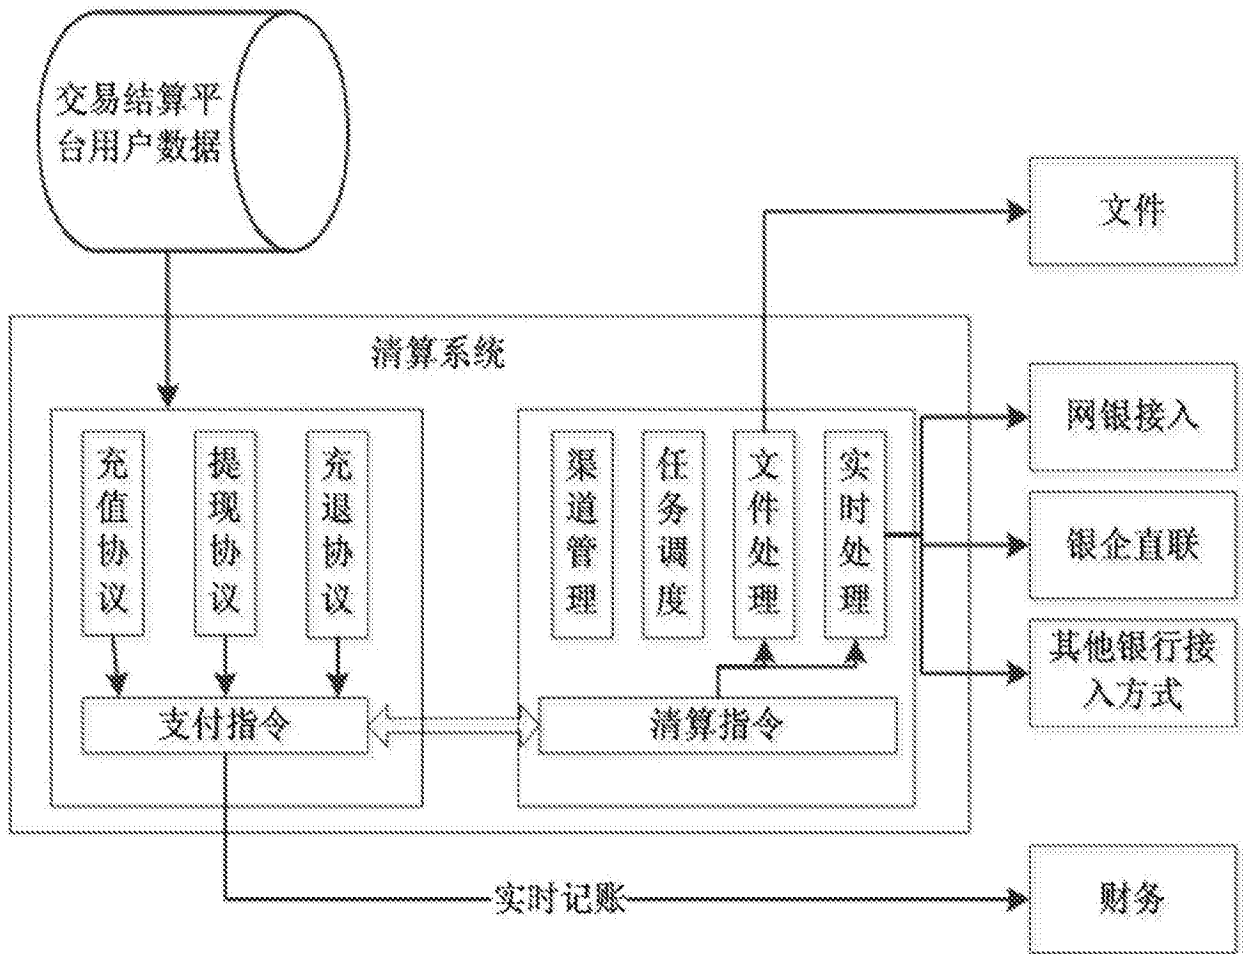 交易结算平
台用户数据
文件
清算系统
网银接入
充值协议
提现协议
充退协议
渠道管理
任务调度
文件处理
实时处理
银企直联
其他银行接
入方式
支付指令
清算指令
实时记账
财务